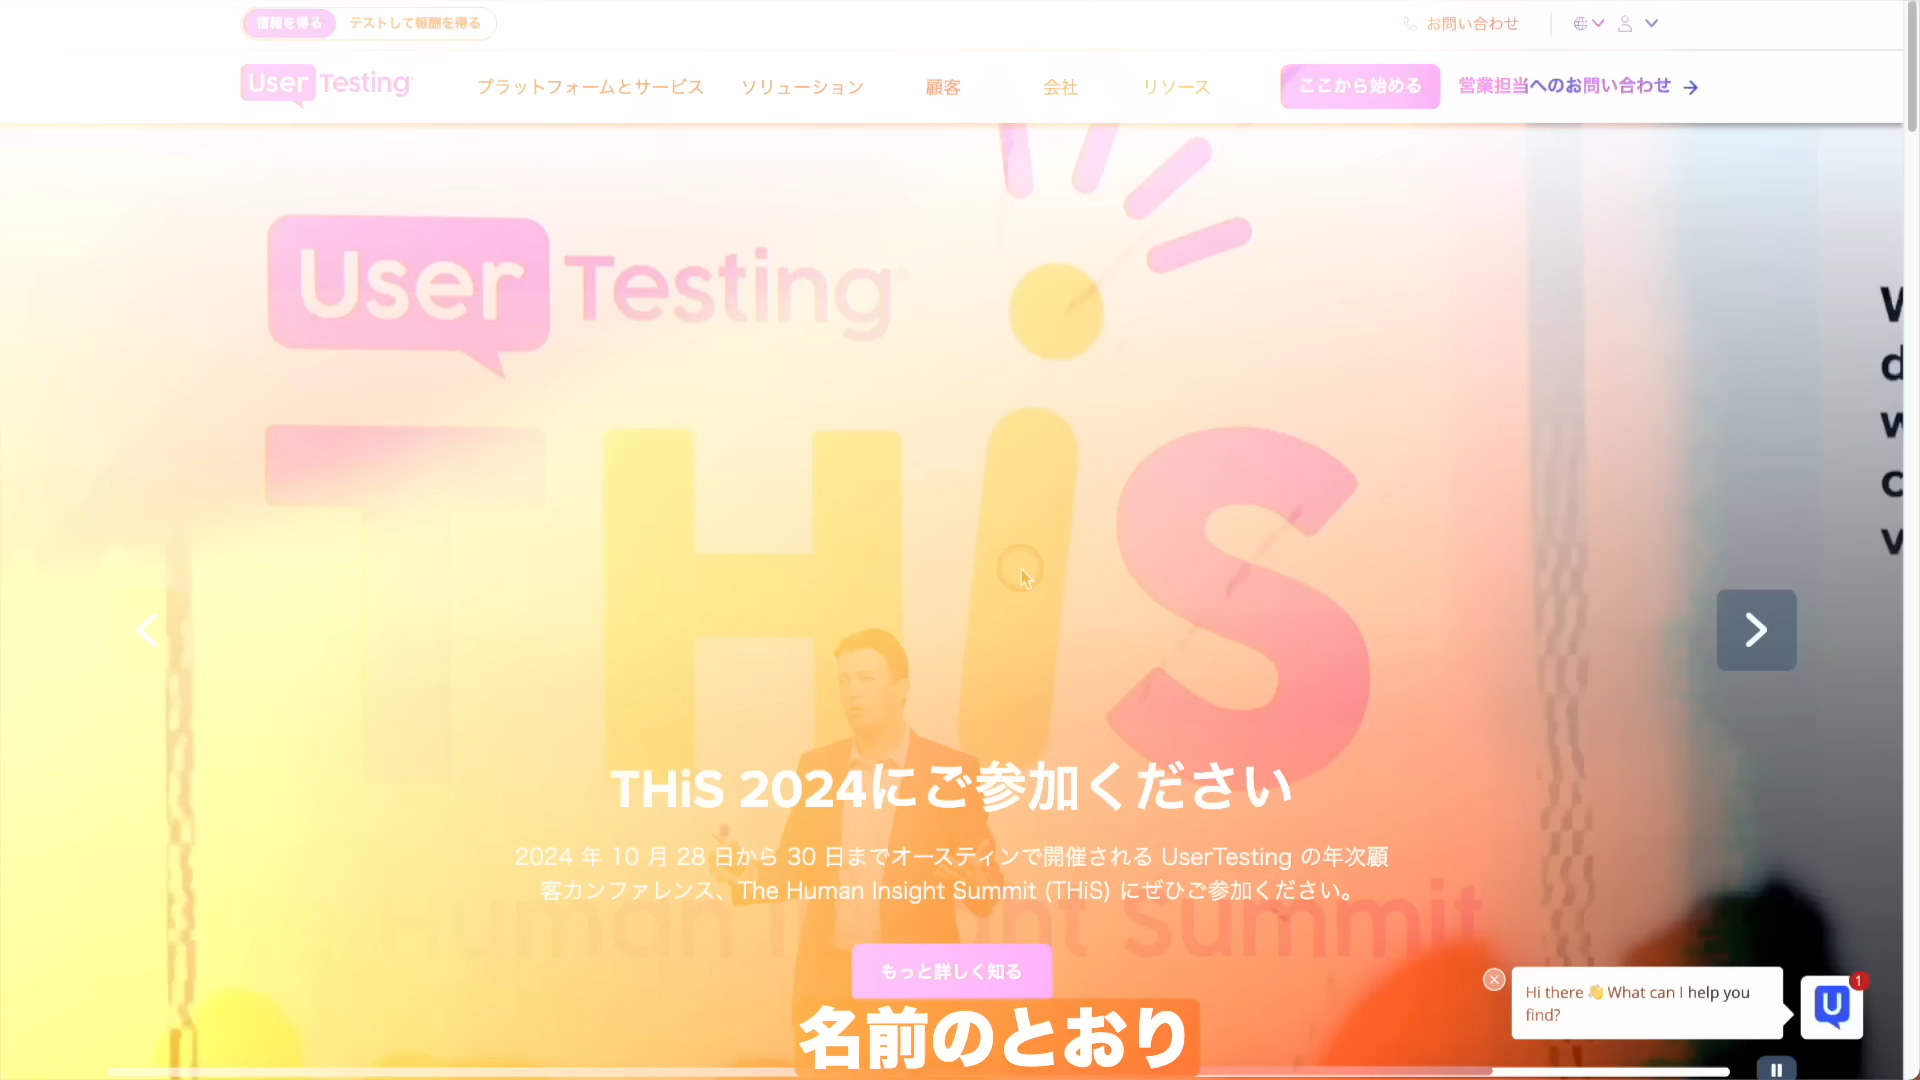 情報を得る テストして報酬を得る お問い合わせ
User Testing プラットフォームとサービス ソリューション 顧客 会社 リソース ここから始める 営業担当へのお問い合わせ
User Testing
THiS
THiS 2024にご参加ください
2024 年 10 月 28 日から 30 日までオースティンで開催される UserTesting の年次顧
客カンファレンス、The Human Insight Summit (THiS) にぜひご参加ください。
Human Insight Summit
もっと詳しく知る
Hi there 👋 What can I help you
find?
1
名前のとおり